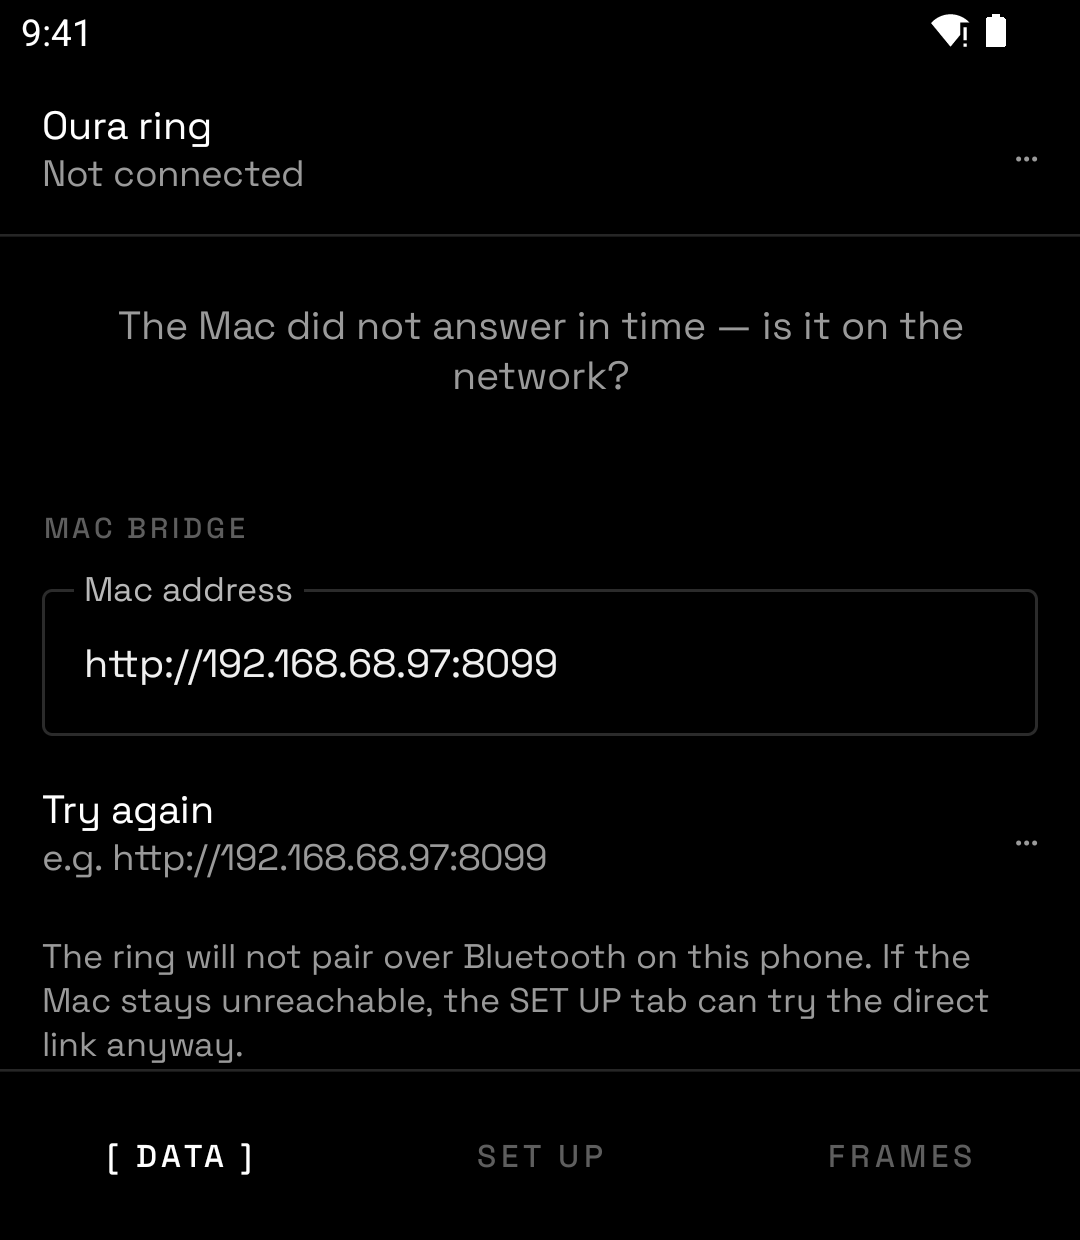 9:41
Oura ring
Not connected
The Mac did not answer in time — is it on the
network?
MAC BRIDGE
Mac address
http://192.168.68.97:8099
Try again
e.g. http://192.168.68.97:8099
The ring will not pair over Bluetooth on this phone. If the
Mac stays unreachable, the SET UP tab can try the direct
link anyway.
[ DATA ] SET UP FRAMES